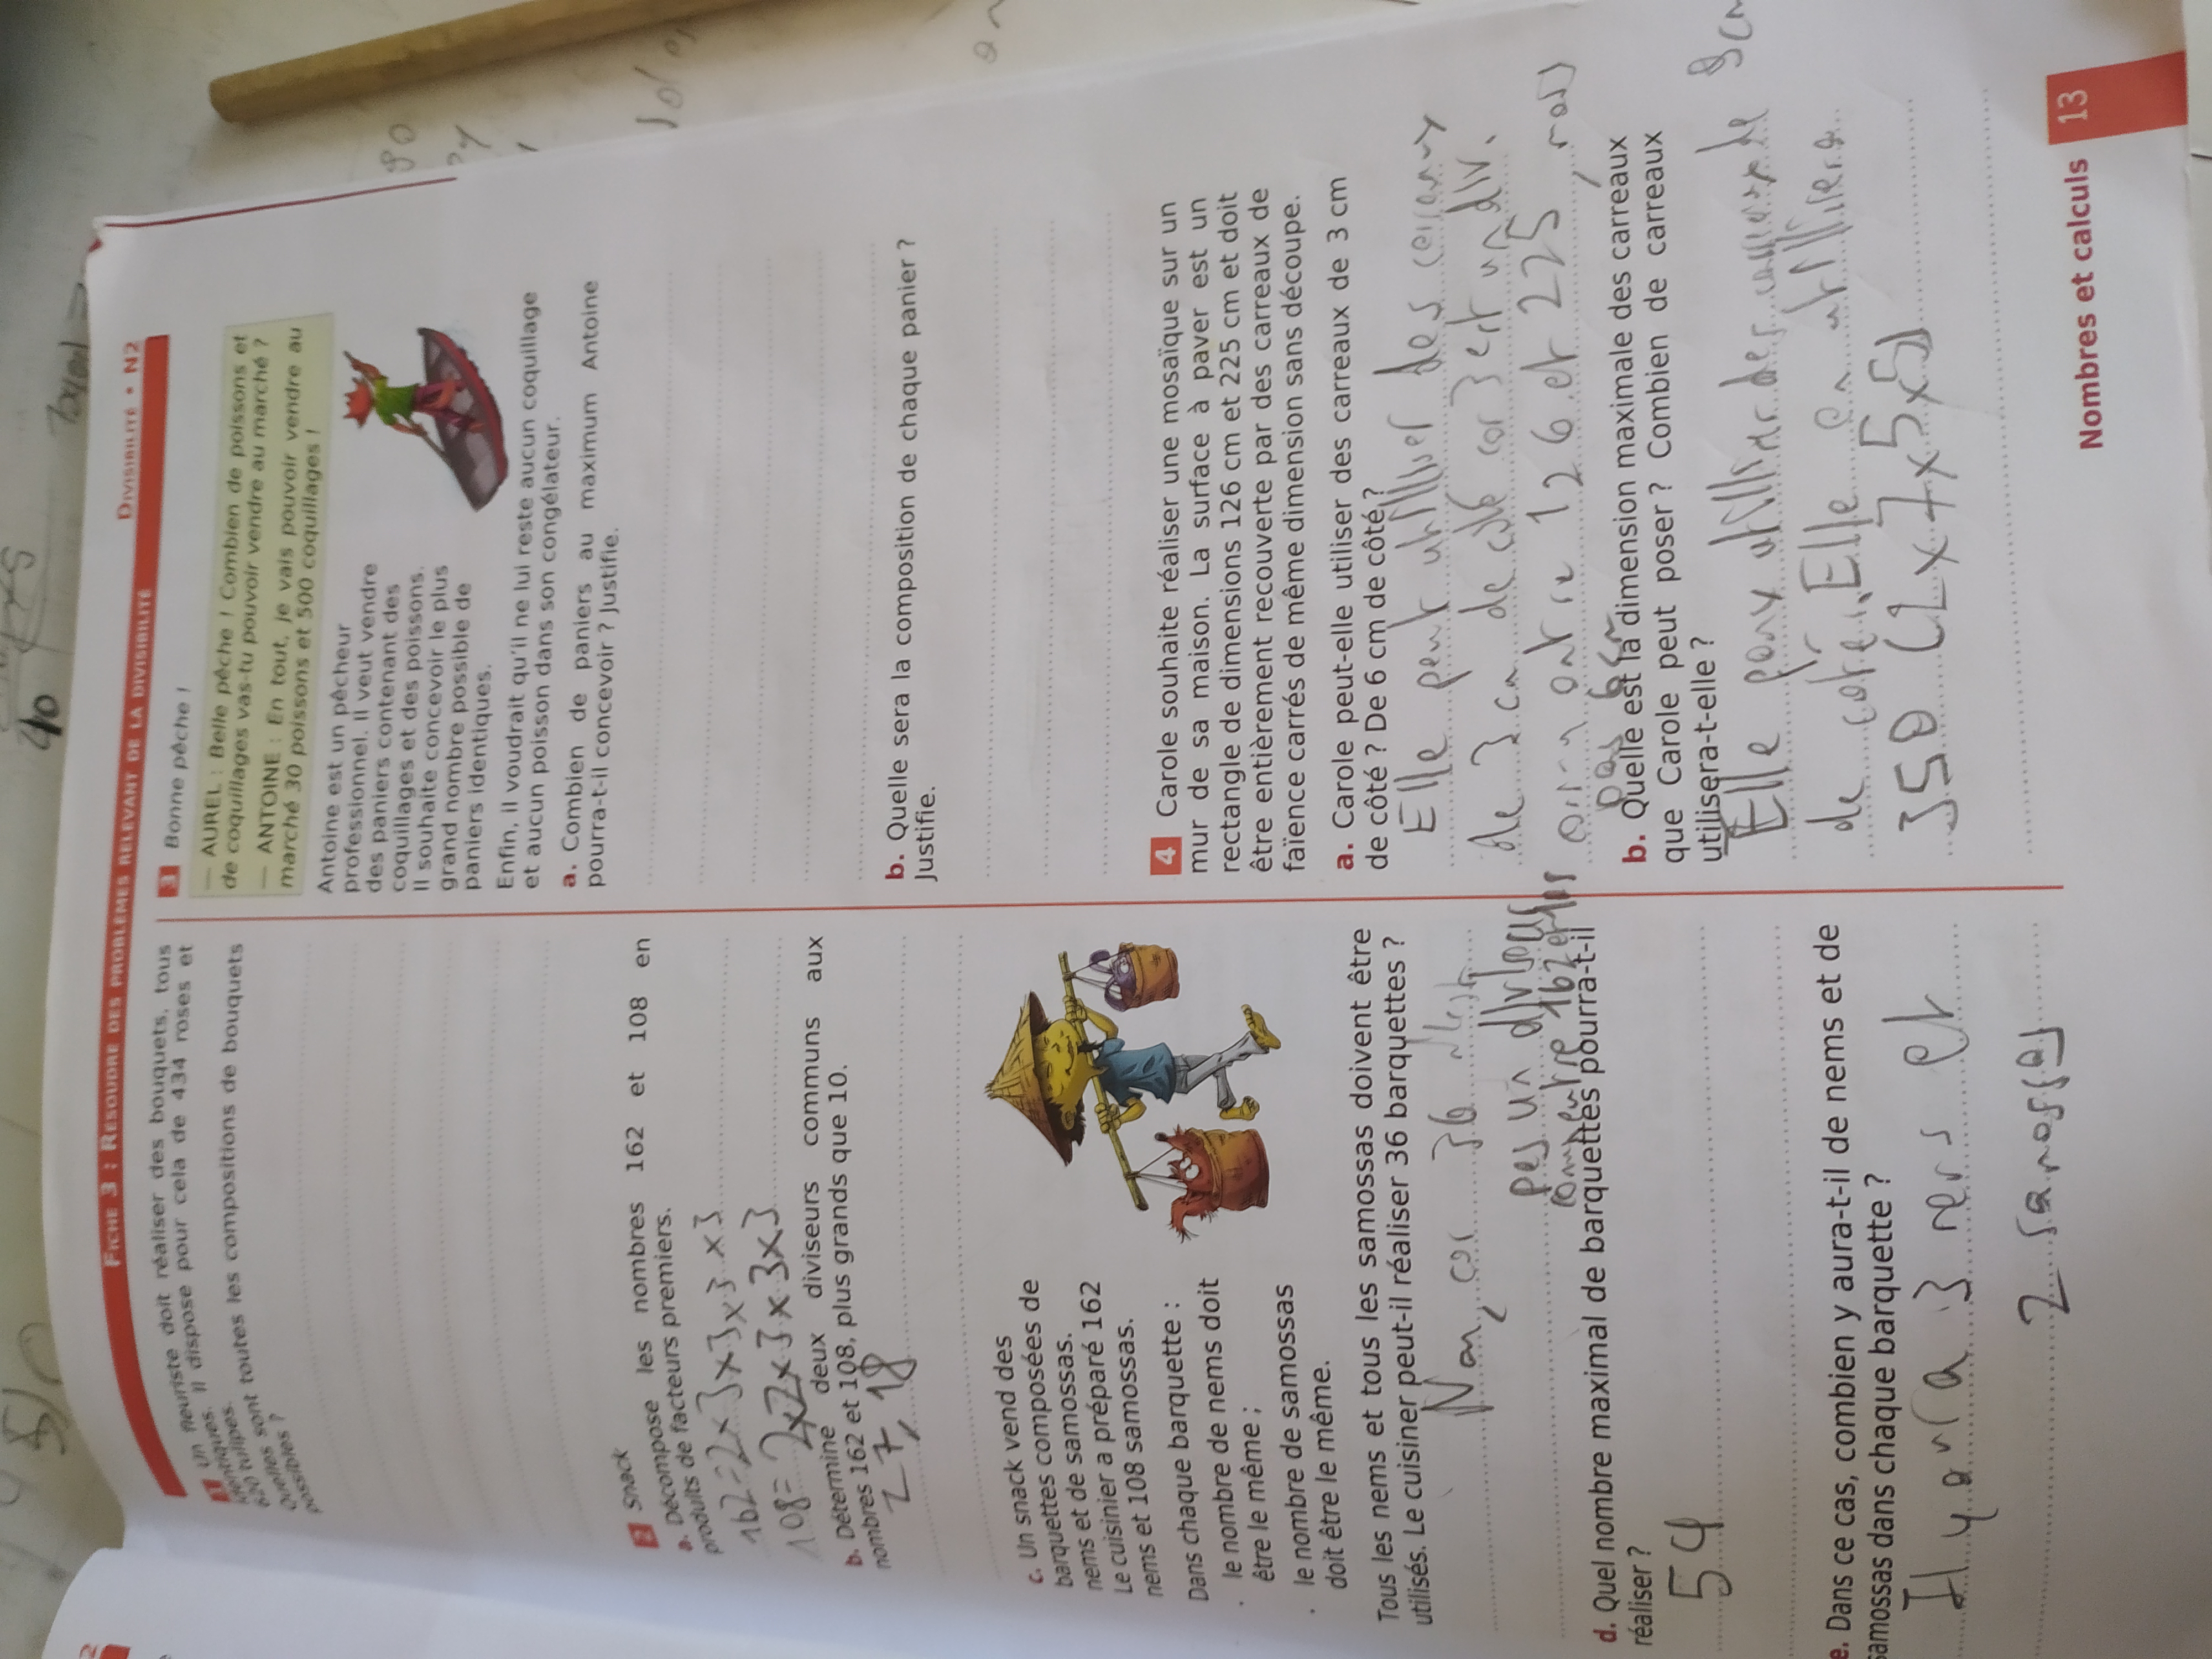 40
FICHE 3 : RÉSOUDRE DES PROBLÈMES RELEVANT DE LA DIVISIBILITÉ
DIVISIBILITÉ • N2
1 Un fleuriste doit réaliser des bouquets, tous
identiques. Il dispose pour cela de 434 roses et
620 tulipes.
Quelles sont toutes les compositions de bouquets
possibles ?
2 Snack
a. Décompose les nombres 162 et 108 en
produits de facteurs premiers.
162=2×3×3×3×3
108=2×2×3×3×3
b. Détermine deux diviseurs communs aux
nombres 162 et 108, plus grands que 10.
27, 18
c. Un snack vend des
barquettes composées de
nems et de samossas.
Le cuisinier a préparé 162
nems et 108 samossas.
Dans chaque barquette :
. le nombre de nems doit
être le même ;
. le nombre de samossas
doit être le même.
Tous les nems et tous les samossas doivent être
utilisés. Le cuisiner peut-il réaliser 36 barquettes ?
Non, car 36 n'est
pas un
162 et
d. Quel nombre maximal de barquettes pourra-t-il
réaliser ?
54
e. Dans ce cas, combien y aura-t-il de nems et de
samossas dans chaque barquette ?
Il y aura 3 nems et
2 samossas
3 Bonne pêche !
— AUREL : Belle pêche ! Combien de poissons et
de coquillages vas-tu pouvoir vendre au marché ?
— ANTOINE : En tout, je vais pouvoir vendre au
marché 30 poissons et 500 coquillages !
Antoine est un pêcheur
professionnel. Il veut vendre
des paniers contenant des
coquillages et des poissons.
Il souhaite concevoir le plus
grand nombre possible de
paniers identiques.
Enfin, il voudrait qu'il ne lui reste aucun coquillage
et aucun poisson dans son congélateur.
a. Combien de paniers au maximum Antoine
pourra-t-il concevoir ? Justifie.
b. Quelle sera la composition de chaque panier ?
Justifie.
4 Carole souhaite réaliser une mosaïque sur un
mur de sa maison. La surface à paver est un
rectangle de dimensions 126 cm et 225 cm et doit
être entièrement recouverte par des carreaux de
faïence carrés de même dimension sans découpe.
a. Carole peut-elle utiliser des carreaux de 3 cm
de côté ? De 6 cm de côté ?
Elle peut utilliser des
de 3 cm de côté car 3 est un div.
126 et 225, mais
pas 6cm
b. Quelle est la dimension maximale des carreaux
que Carole peut poser ? Combien de carreaux
utilisera-t-elle ?
Elle utilliser des de 9cm
de coté. Elle en utillisera
350 (2×7×5×5)
Nombres et calculs 13